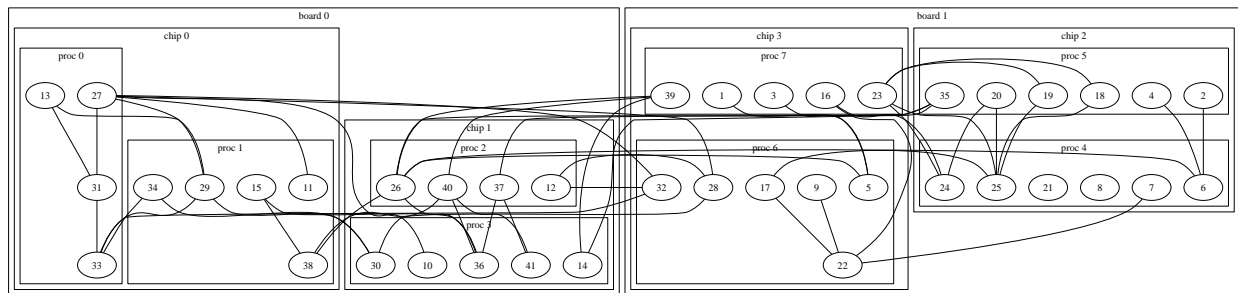 board 0 board 1
chip 0 chip 3 chip 2
proc 0 proc 7 proc 5
13 27 39 1 3 16 23 35 20 19 18 4 2
chip 1
proc 1 proc 2 proc 6 proc 4
31 34 29 15 11 26 40 37 12 32 28 17 9 5 24 25 21 8 7 6
proc 3
33 38 30 10 36 41 14 22